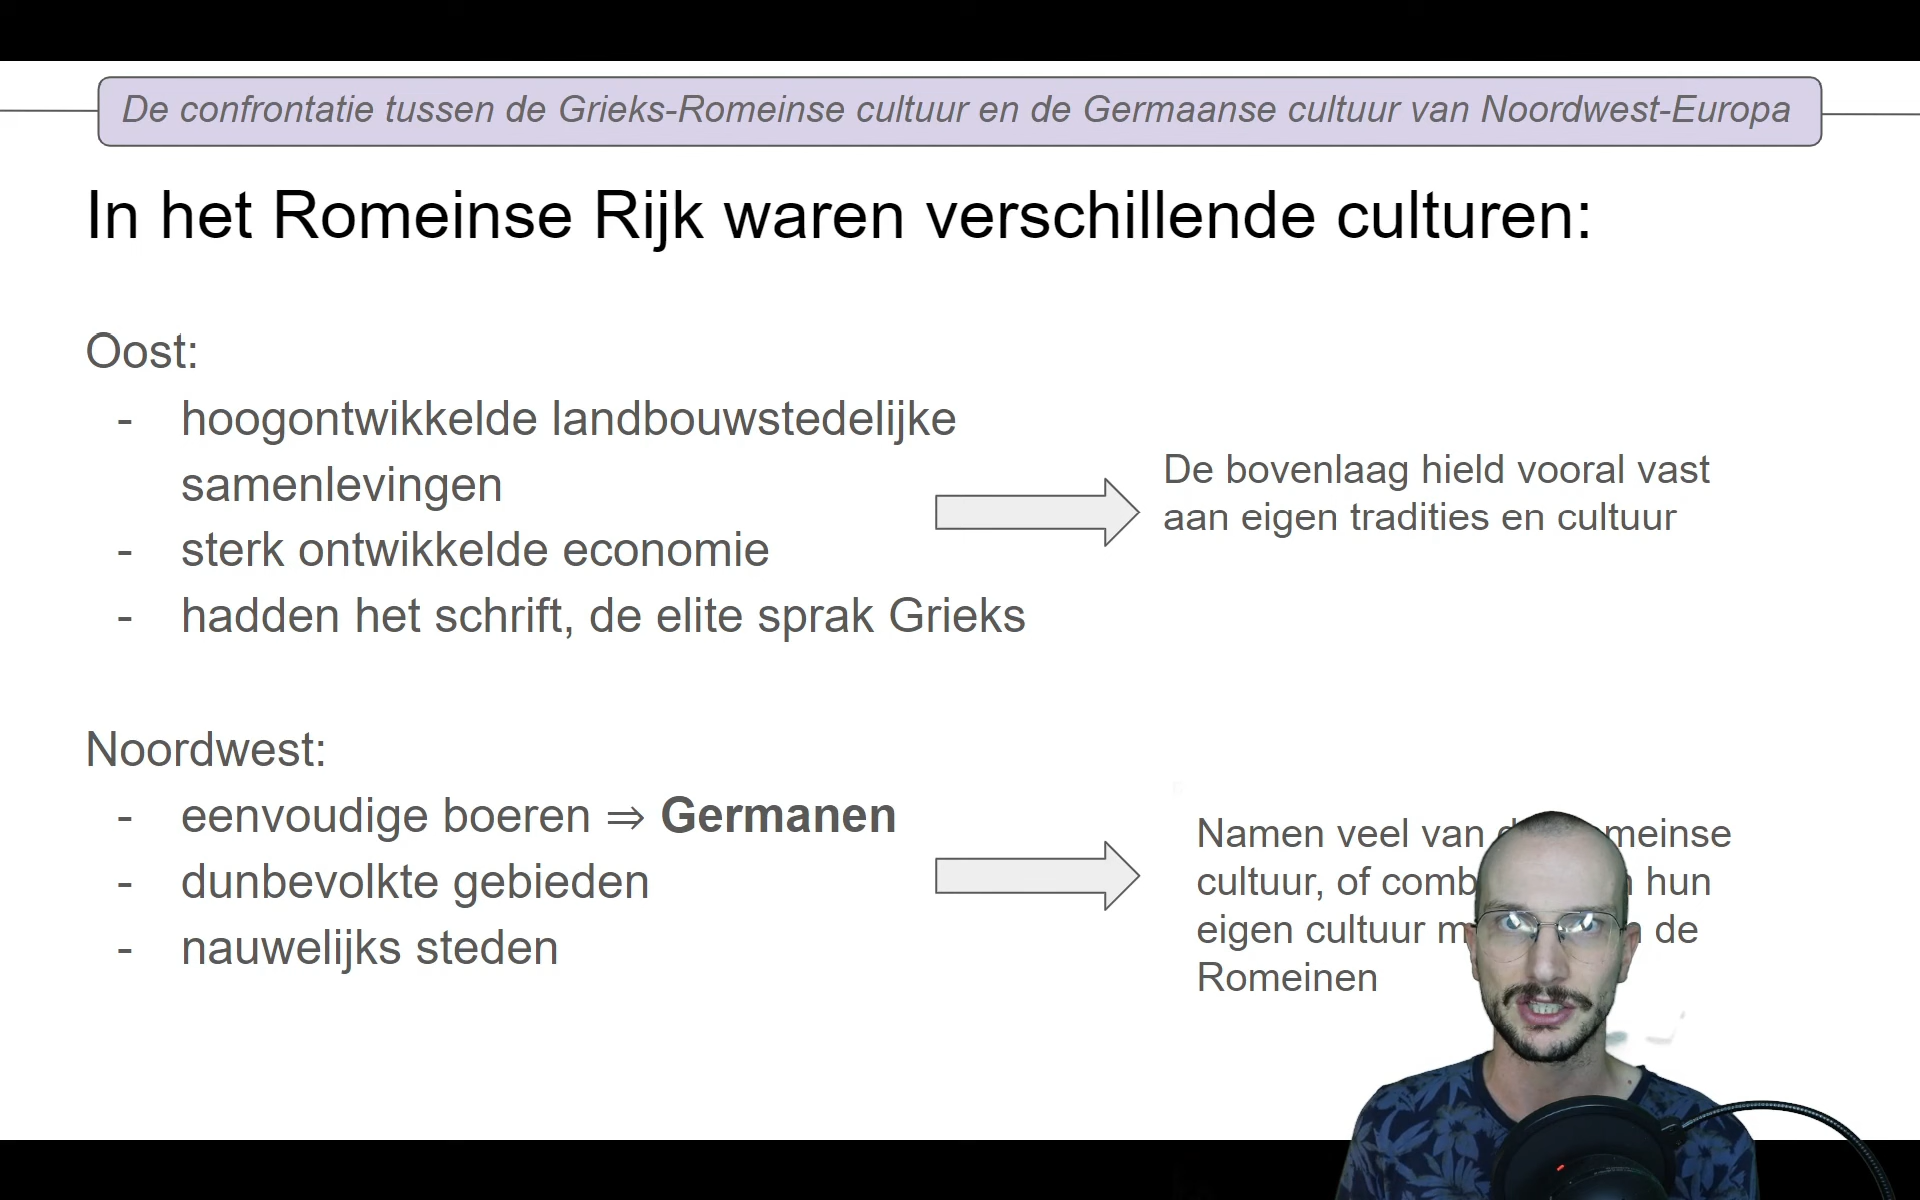 De confrontatie tussen de Grieks-Romeinse cultuur en de Germaanse cultuur van Noordwest-Europa
In het Romeinse Rijk waren verschillende culturen:
Oost:
- hoogontwikkelde landbouwstedelijke
samenlevingen
- sterk ontwikkelde economie
- hadden het schrift, de elite sprak Grieks
De bovenlaag hield vooral vast
aan eigen tradities en cultuur
Noordwest:
- eenvoudige boeren ⇒ Germanen
- dunbevolkte gebieden
- nauwelijks steden
Namen veel van
cultuur, of hun
eigen cultuur de
Romeinen